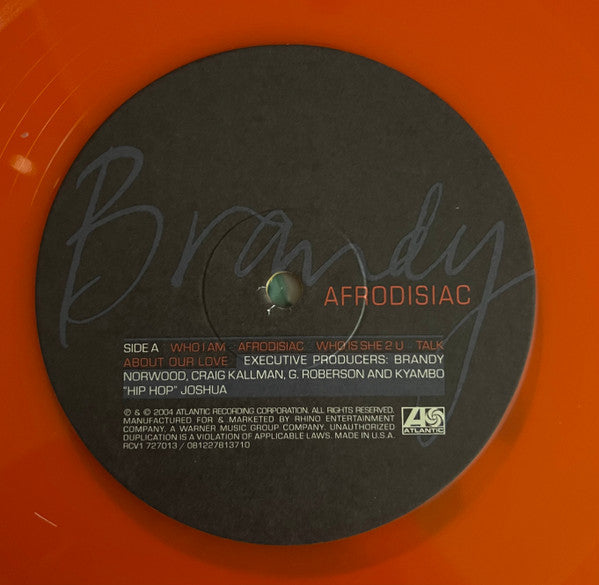 Brandy
AFRODISIAC
SIDE A WHO I AM AFRODISIAC WHO IS SHE 2 U TALK
ABOUT OUR LOVE EXECUTIVE PRODUCERS: BRANDY
NORWOOD, CRAIG KALLMAN, G. ROBERSON AND KYAMBO
"HIP HOP" JOSHUA
℗ & © 2004 ATLANTIC RECORDING CORPORATION. ALL RIGHTS RESERVED.
MANUFACTURED FOR & MARKETED BY RHINO ENTERTAINMENT
COMPANY, A WARNER MUSIC GROUP COMPANY. UNAUTHORIZED
DUPLICATION IS A VIOLATION OF APPLICABLE LAWS. MADE IN U.S.A.
RCV1 727013 / 081227813710
ATLANTIC